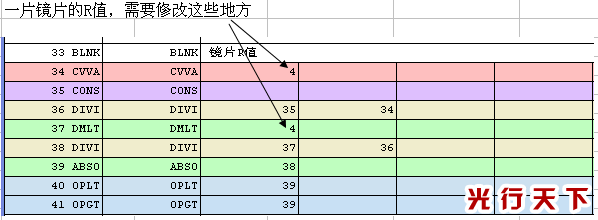 一片镜片的R值，需要修改这些地方
33 BLNK BLNK 镜片R值
34 CVVA CVVA 4
35 CONS CONS
36 DIVI DIVI 35 34
37 DMLT DMLT 4
38 DIVI DIVI 37 36
39 ABSO ABSO 38
40 OPLT OPLT 39
41 OPGT OPGT 39
光行天下